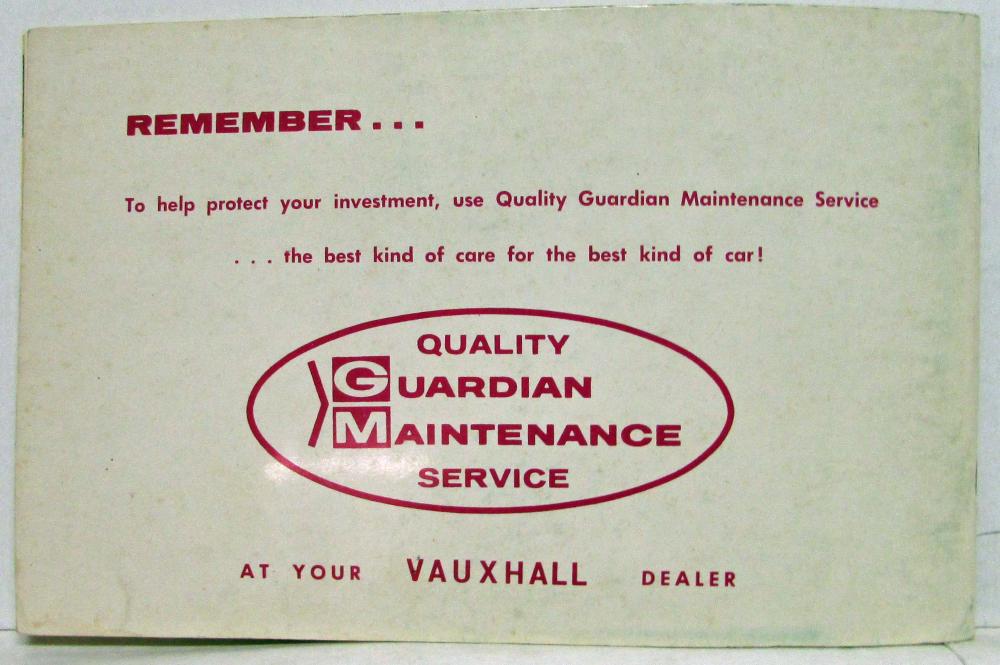 REMEMBER...
To help protect your investment, use Quality Guardian Maintenance Service
... the best kind of care for the best kind of car!
QUALITY
GUARDIAN
MAINTENANCE
SERVICE
AT YOUR VAUXHALL DEALER